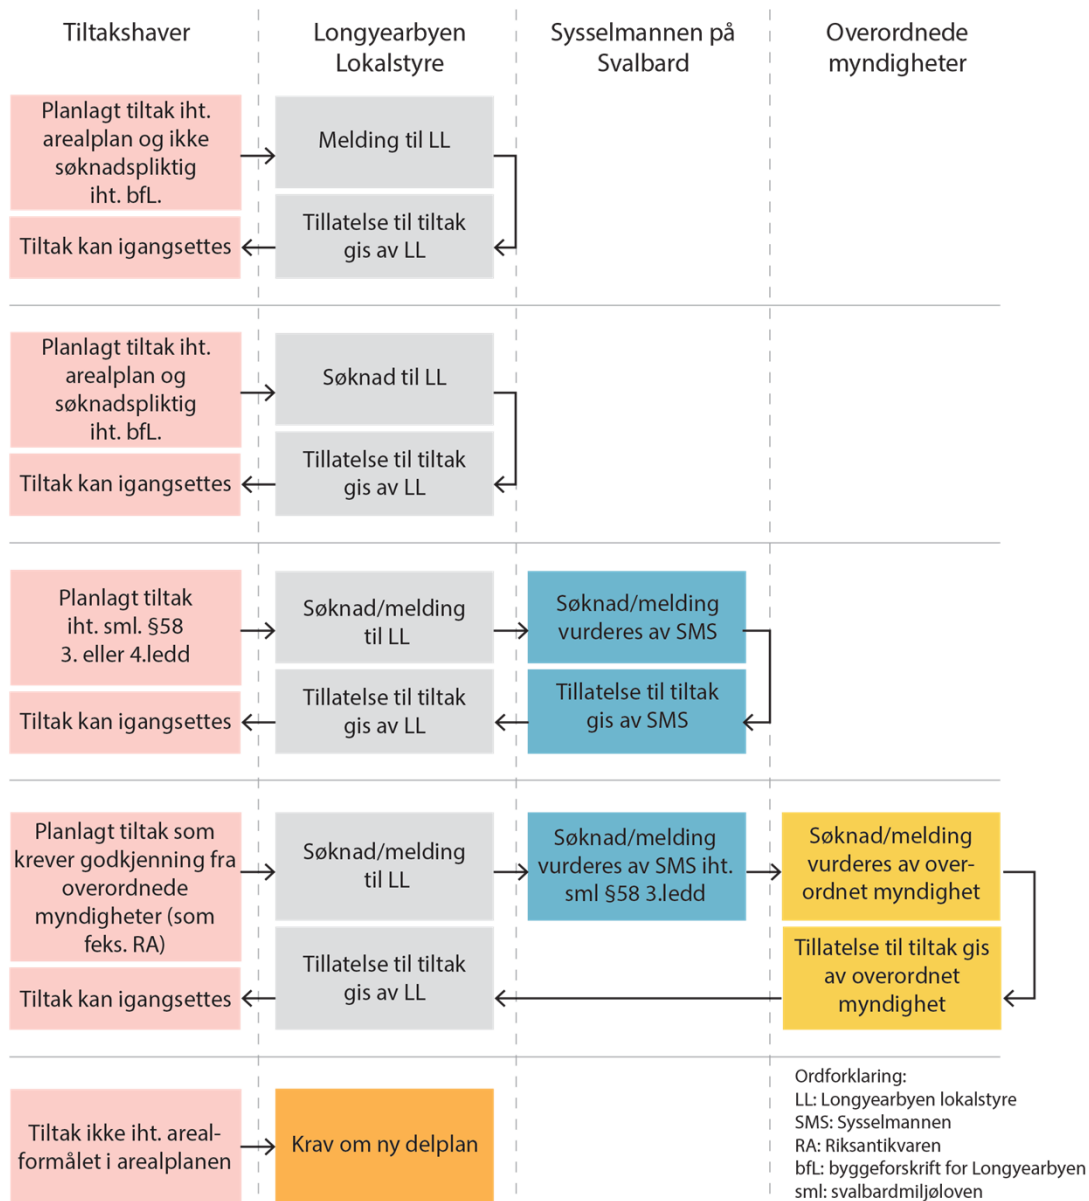 Tiltakshaver
Longyearbyen
Lokalstyre
Sysselmannen på
Svalbard
Overordnede
myndigheter
Planlagt tiltak iht.
arealplan og ikke
søknadspliktig
iht. bfL.
Melding til LL
Tiltak kan igangsettes
Tillatelse til tiltak
gis av LL
Planlagt tiltak iht.
arealplan og
søknadspliktig
iht. bfL.
Søknad til LL
Tiltak kan igangsettes
Tillatelse til tiltak
gis av LL
Planlagt tiltak
iht. sml. §58
3. eller 4.ledd
Søknad/melding
til LL
Søknad/melding
vurderes av SMS
Tiltak kan igangsettes
Tillatelse til tiltak
gis av LL
Tillatelse til tiltak
gis av SMS
Planlagt tiltak som
krever godkjenning fra
overordnede
myndigheter (som
feks. RA)
Søknad/melding
til LL
Søknad/melding
vurderes av SMS iht.
sml §58 3.ledd
Søknad/melding
vurderes av over-
ordnet myndighet
Tiltak kan igangsettes
Tillatelse til tiltak
gis av LL
Tillatelse til tiltak gis
av overordnet
myndighet
Tiltak ikke iht. areal-
formålet i arealplanen
Krav om ny delplan
Ordforklaring:
LL: Longyearbyen lokalstyre
SMS: Sysselmannen
RA: Riksantikvaren
bfL: byggeforskrift for Longyearbyen
sml: svalbardmiljøloven